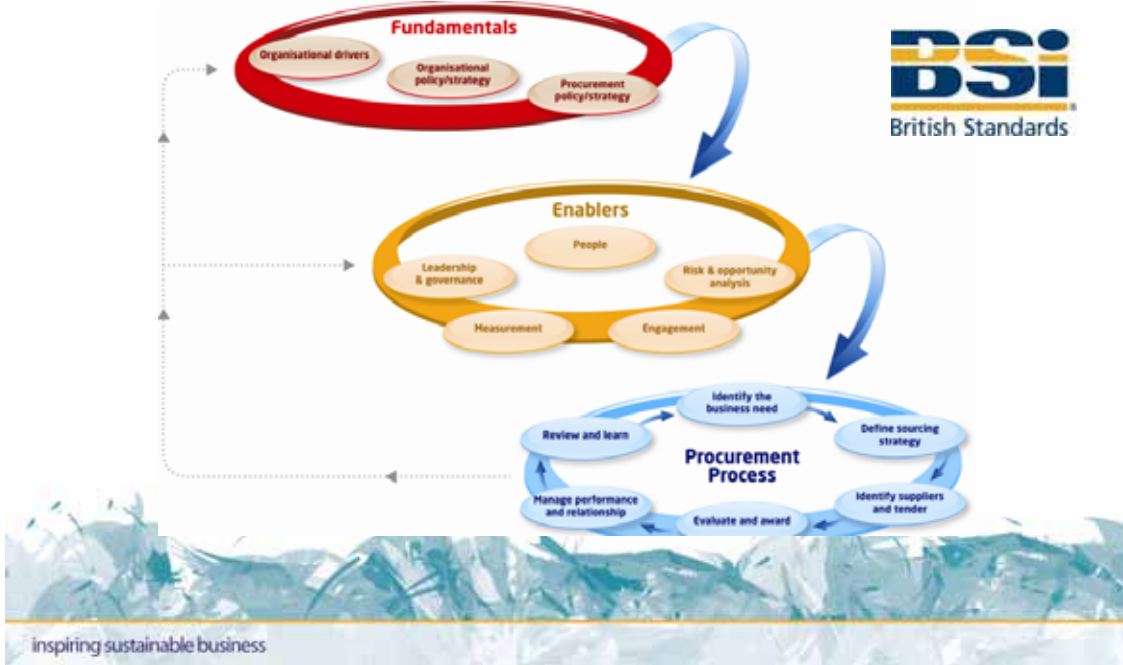 Fundamentals
Organisational drivers
Organisational
policy/strategy
Procurement
policy/strategy
BSi
®
British Standards
Enablers
People
Leadership
& governance
Risk & opportunity
analysis
Measurement
Engagement
Procurement
Process
Identify the
business need
Define sourcing
strategy
Identify suppliers
and tender
Evaluate and award
Manage performance
and relationship
Review and learn
inspiring sustainable business